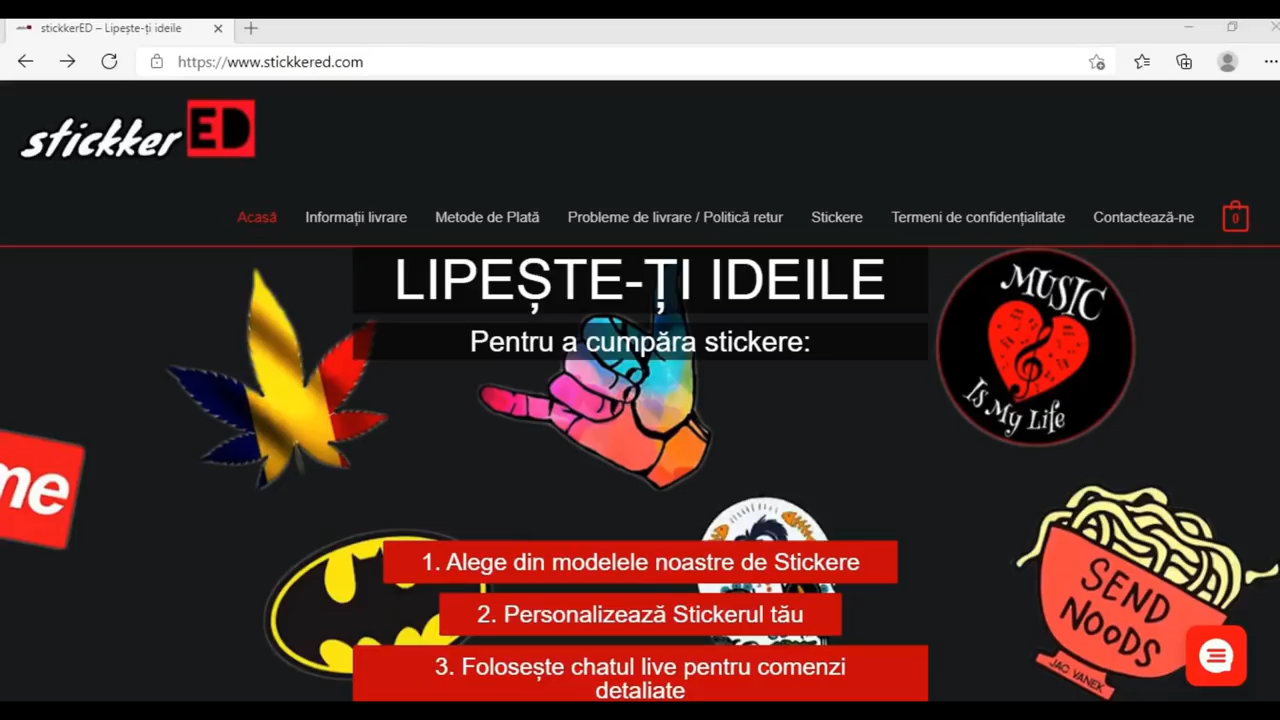 stickkerED – Lipește-ți ideile
https://www.stickkered.com
stickker ED
Acasă Informații livrare Metode de Plată Probleme de livrare / Politică retur Stickere Termeni de confidențialitate Contactează-ne 0
LIPEȘTE-ȚI IDEILE
Pentru a cumpăra stickere:
MUSIC
IS MY LIFE
me
1. Alege din modelele noastre de Stickere
2. Personalizează Stickerul tău
3. Folosește chatul live pentru comenzi
detaliate
SEND
NOODS
JAC VANEK